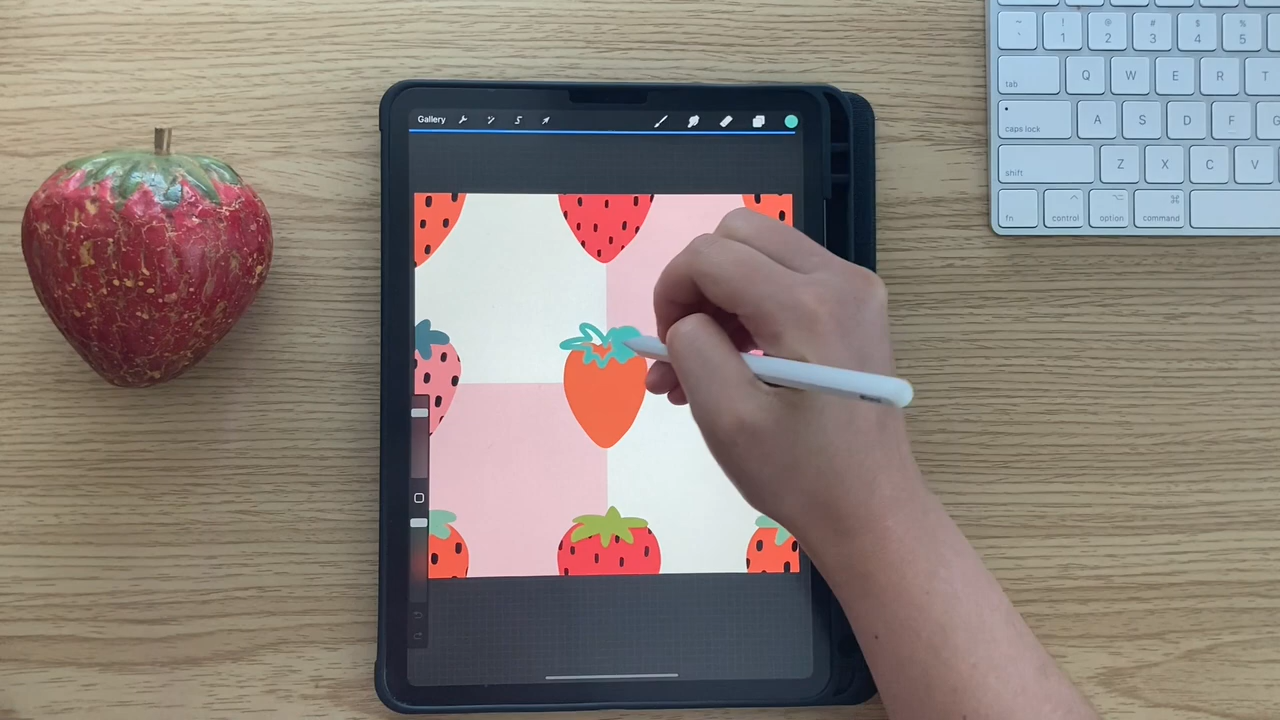 Gallery
~ `
! 1
@ 2
# 3
$ 4
% 5
tab Q W E R T
caps lock A S D F G
shift Z X C V
fn control option ⌘ command